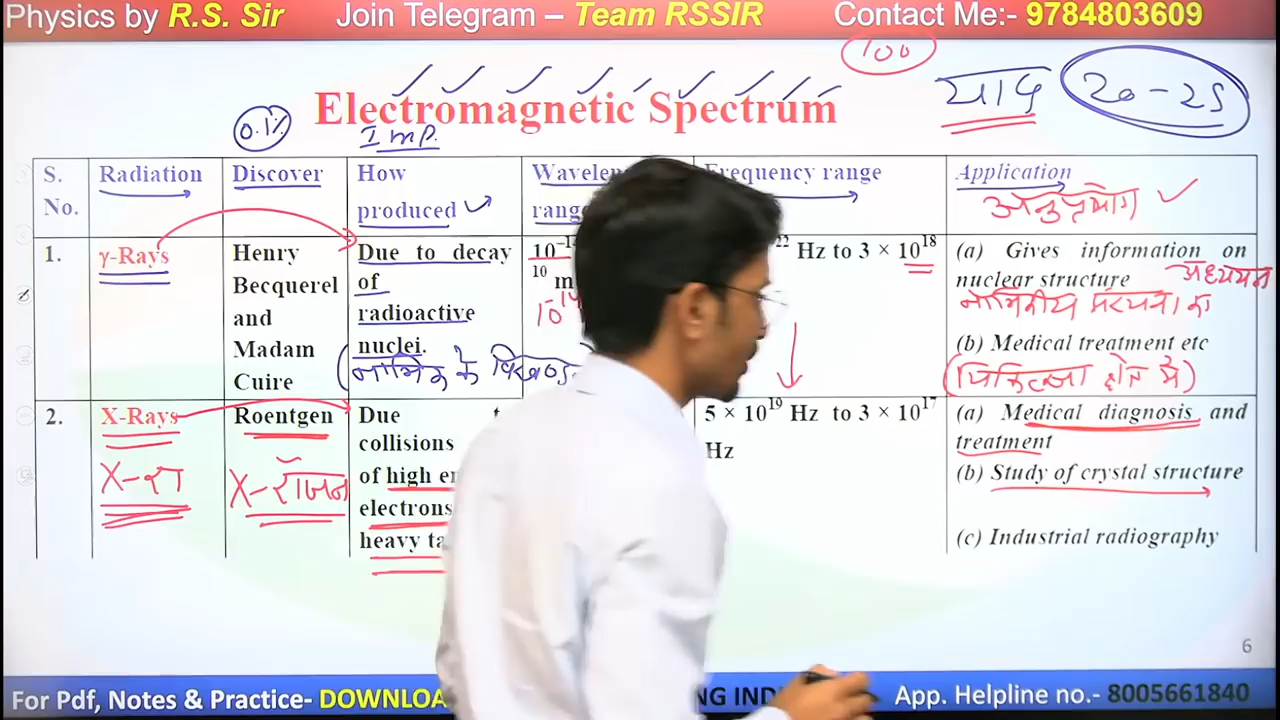 Physics by R.S. Sir Join Telegram – Team RSSIR Contact Me:- 9784803609
100
याद 20-25
Electromagnetic Spectrum
0.1% Imp.
S. No. Radiation Discover How produced range Frequency range Application
अनुप्रयोग
1. γ-Rays Henry Becquerel and Madam Cuire Due to decay of radioactive nuclei. m Hz to 3 × 10¹⁸ (a) Gives information on nuclear structure
अध्ययन
(b) Medical treatment etc
नाभिक के
2. X-Rays Roentgen Due collisions of high electrons heavy 5 × 10¹⁹ Hz to 3 × 10¹⁷ Hz (a) Medical diagnosis and treatment
(b) Study of crystal structure
(c) Industrial radiography
6
For Pdf, Notes & Practice- App. Helpline no.- 8005661840